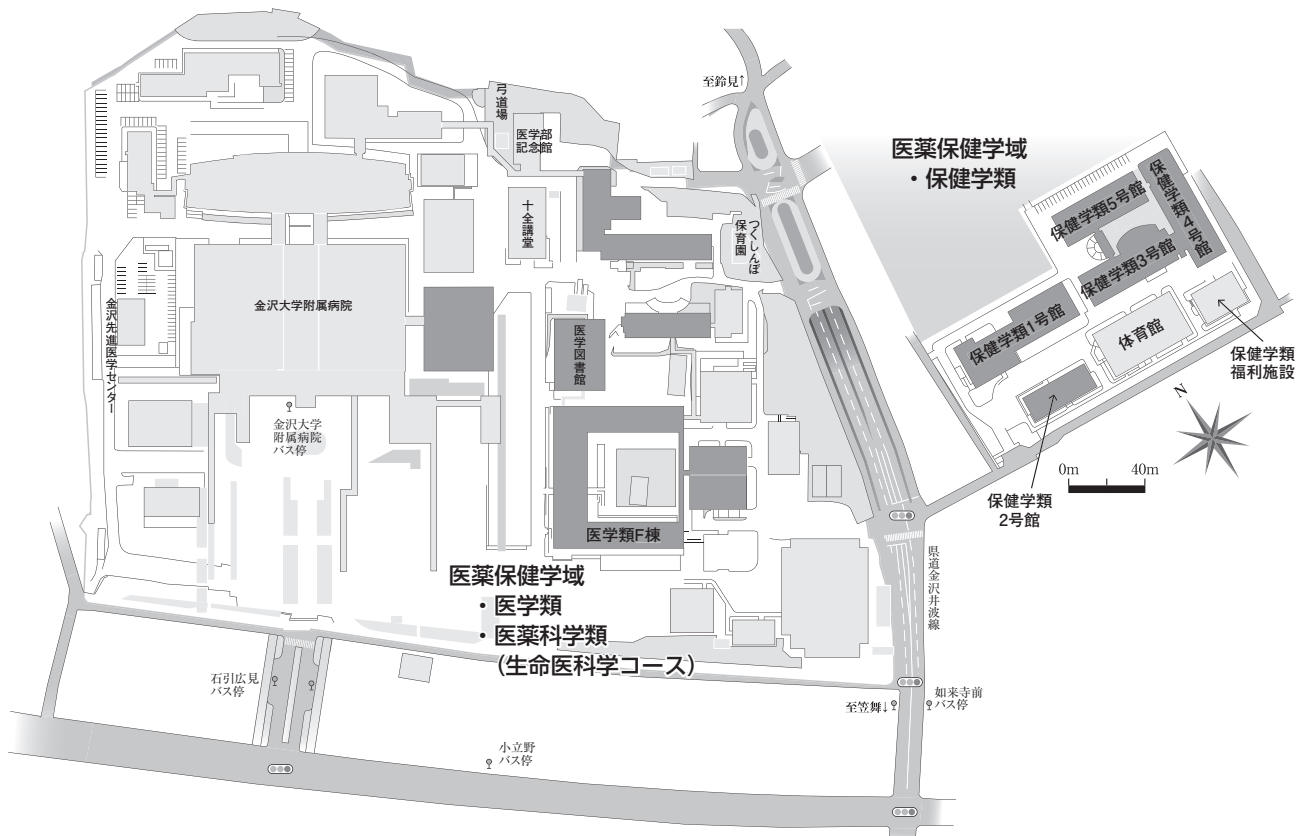 至鈴見↑
弓道場
医学部
記念館
医薬保健学域
・保健学類
保健学類5号館
保健学類4号館
保健学類3号館
保健学類1号館
体育館
保健学類
福利施設
保健学類
2号館
N
0m 40m
十全講堂
つくしんぼ
保育園
金沢大学附属病院
金沢先進医学センター
医学図書館
金沢大学
附属病院
バス停
医学類F棟
医薬保健学域
・医学類
・医薬科学類
（生命医科学コース）
県道金沢井波線
石引広見
バス停
至笠舞↓
如来寺前
バス停
小立野
バス停